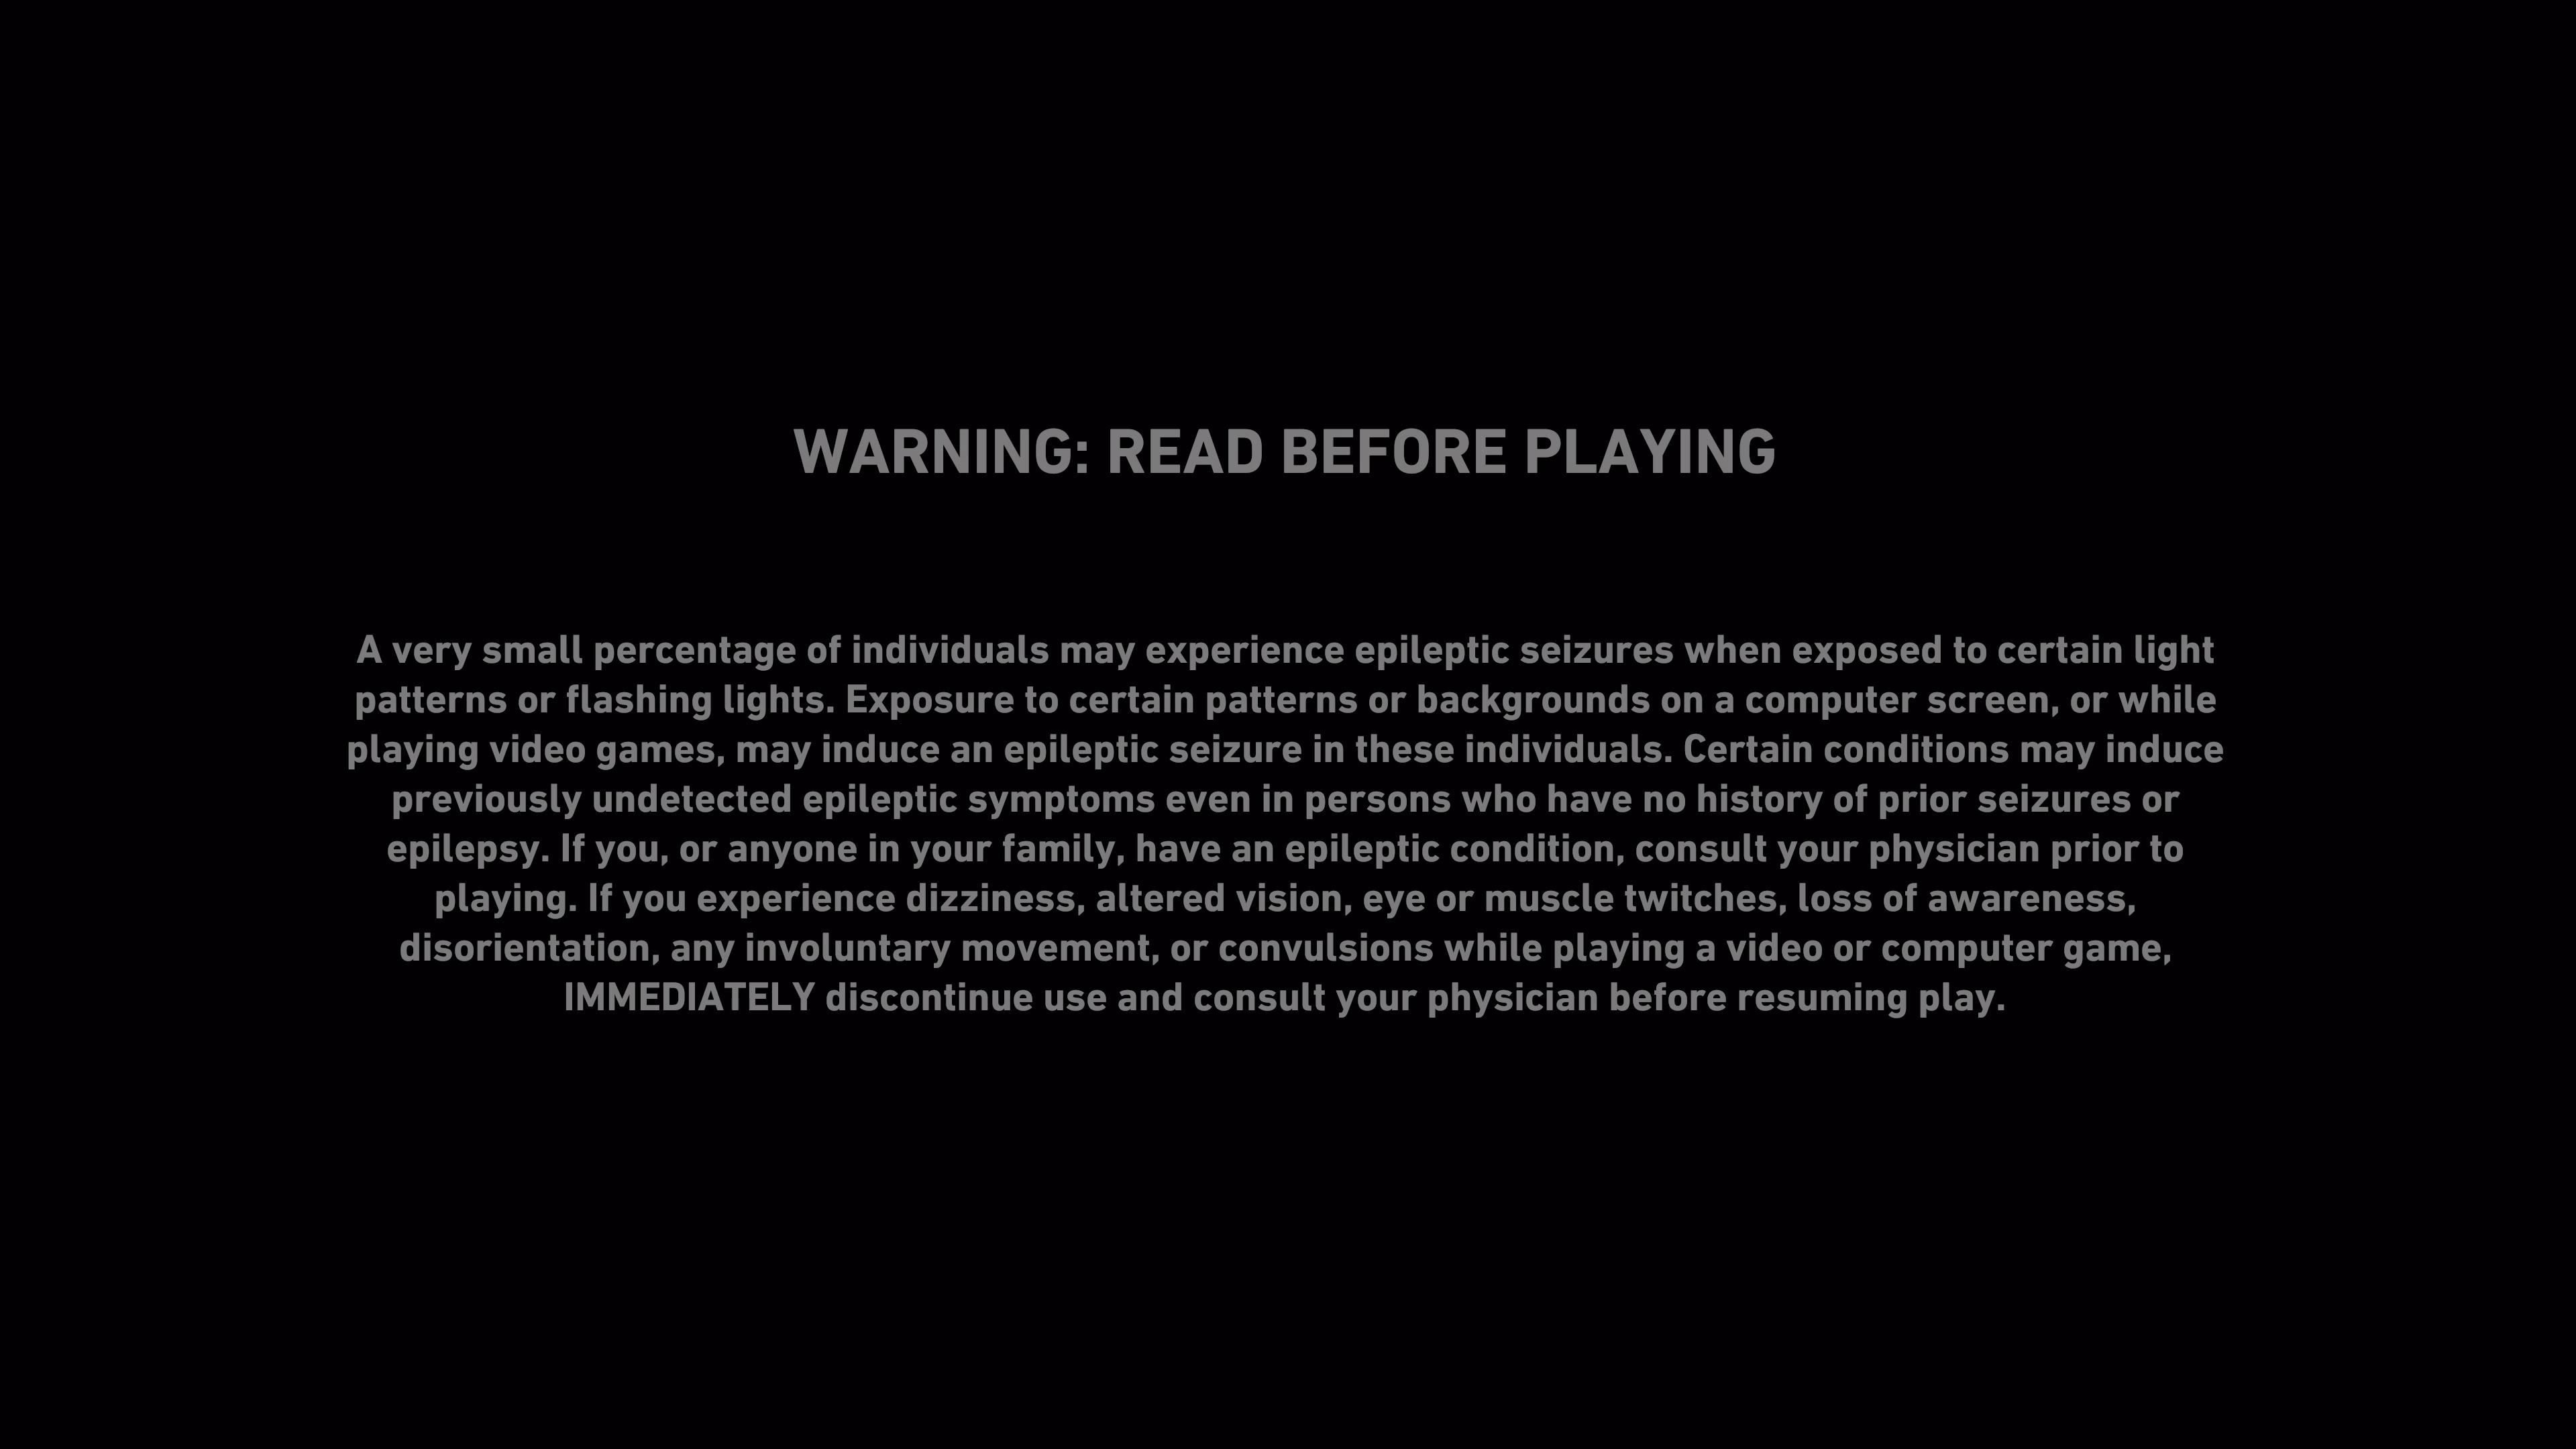 WARNING: READ BEFORE PLAYING
A very small percentage of individuals may experience epileptic seizures when exposed to certain light
patterns or flashing lights. Exposure to certain patterns or backgrounds on a computer screen, or while
playing video games, may induce an epileptic seizure in these individuals. Certain conditions may induce
previously undetected epileptic symptoms even in persons who have no history of prior seizures or
epilepsy. If you, or anyone in your family, have an epileptic condition, consult your physician prior to
playing. If you experience dizziness, altered vision, eye or muscle twitches, loss of awareness,
disorientation, any involuntary movement, or convulsions while playing a video or computer game,
IMMEDIATELY discontinue use and consult your physician before resuming play.